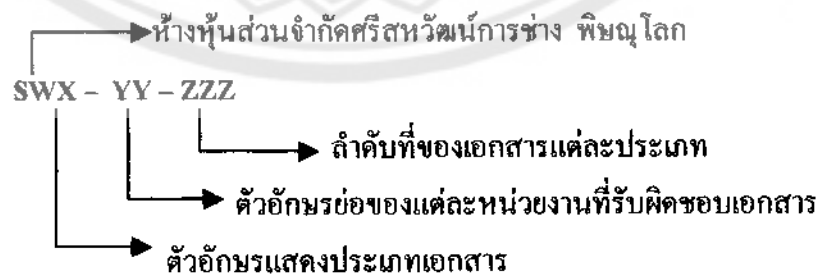 ห้างหุ้นส่วนจำกัดศรีสหวัฒน์การช่าง พิษณุโลก
SWX – YY – ZZZ
ลำดับที่ของเอกสารแต่ละประเภท
ตัวอักษรย่อของแต่ละหน่วยงานที่รับผิดชอบเอกสาร
ตัวอักษรแสดงประเภทเอกสาร